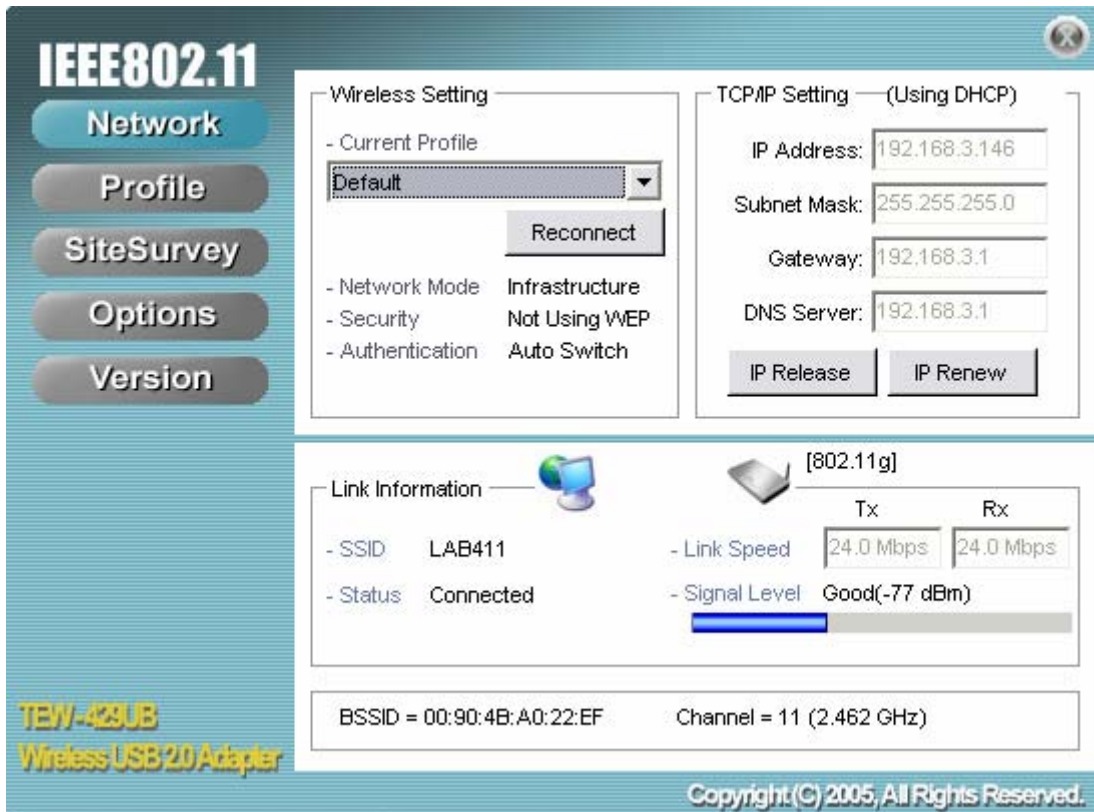 IEEE802.11
Network
Profile
SiteSurvey
Options
Version
Wireless Setting
- Current Profile
Default
Reconnect
- Network Mode Infrastructure
- Security Not Using WEP
- Authentication Auto Switch
TCP/IP Setting (Using DHCP)
IP Address: 192.168.3.146
Subnet Mask: 255.255.255.0
Gateway: 192.168.3.1
DNS Server: 192.168.3.1
IP Release IP Renew
Link Information
[802.11g]
Tx Rx
- SSID LAB411
- Link Speed 24.0 Mbps 24.0 Mbps
- Status Connected
- Signal Level Good(-77 dBm)
BSSID = 00:90:4B:A0:22:EF Channel = 11 (2.462 GHz)
TEW-429UB
Wireless USB 2.0 Adapter
Copyright (C) 2005, All Rights Reserved.